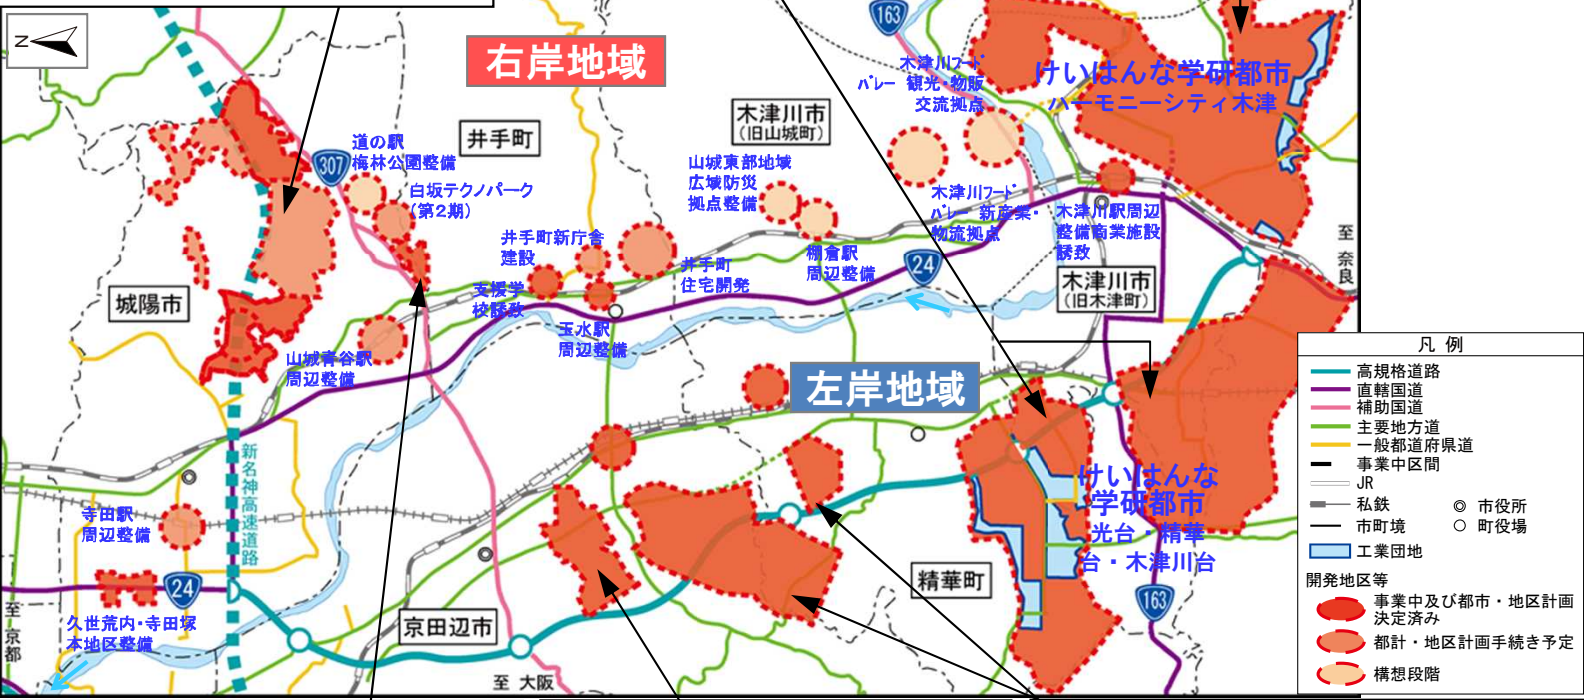 N
右岸地域
163
けいはんな学研都市
ハーモニーシティ木津
木津川フード
バレー 観光・物販
交流拠点
木津川市
(旧山城町)
井手町
307
道の駅
梅林公園整備
白坂テクノパーク
(第2期)
山城東部地域
広域防災
拠点整備
木津川フード
バレー 新産業・
物流拠点
木津川駅周辺
整備商業施設
誘致
井手町新庁舎
建設
井手町
住宅開発
棚倉駅
周辺整備
24
至 奈良
木津川市
(旧木津町)
城陽市
支援学
校誘致
玉水駅
周辺整備
山城青谷駅
周辺整備
左岸地域
新名神高速道路
けいはんな
学研都市
光台・精華
台・木津川台
寺田駅
周辺整備
24
精華町
163
久世荒内・寺田塚
本地区整備
京田辺市
至 京都
至 大阪
凡 例
高規格道路
直轄国道
補助国道
主要地方道
一般都道府県道
事業中区間
JR
私鉄
市役所
市町境
町役場
工業団地
開発地区等
事業中及び都市・地区計画
決定済み
都計・地区計画手続き予定
構想段階